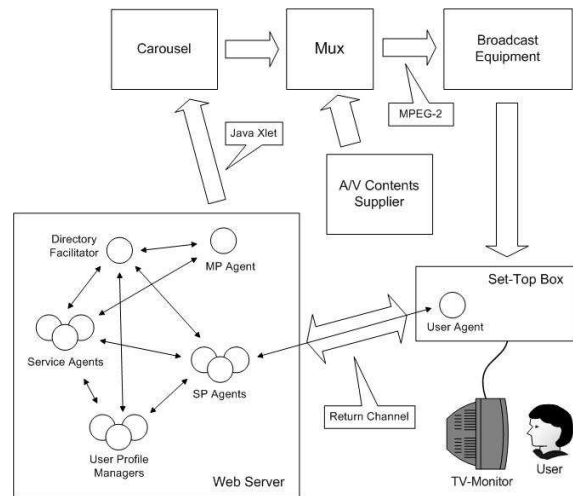 Carousel
Mux
Broadcast
Equipment
MPEG-2
Java Xlet
A/V Contents
Supplier
Directory
Facilitator
MP Agent
Set-Top Box
User Agent
Service Agents
SP Agents
Return Channel
User Profile
Managers
Web Server
TV-Monitor
User